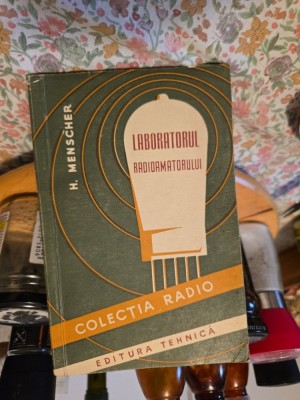 H. MENSCHER
LABORATORUL
RADIOAMATORULUI
COLECȚIA RADIO
EDITURA TEHNICĂ